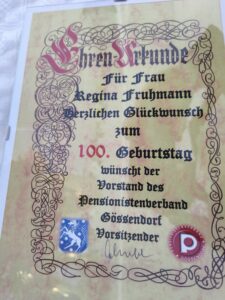 Ehren-Urkunde
Für Frau
Regina Fruhmann
Herzlichen Glückwunsch
zum
100. Geburtstag
wünscht der
Vorstand des
Pensionistenverband
Gössendorf
Vorsitzender
P